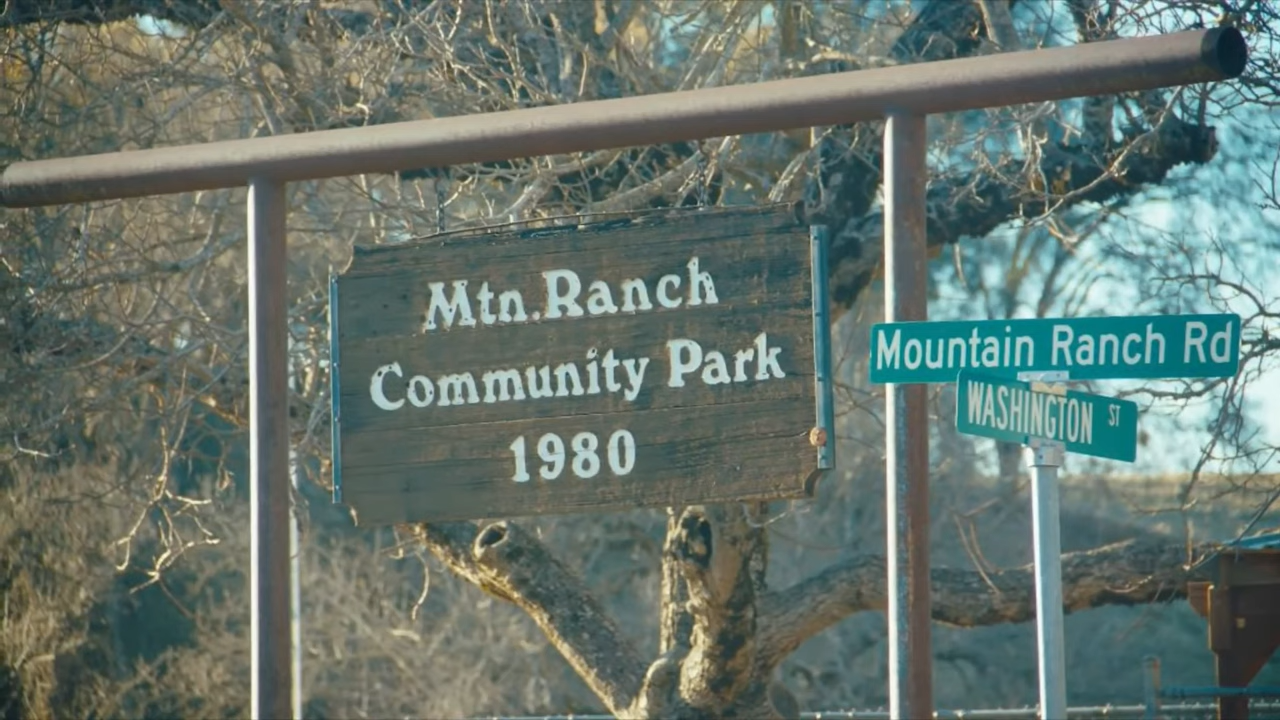 Mtn. Ranch
Community Park
1980
Mountain Ranch Rd
WASHINGTON ST